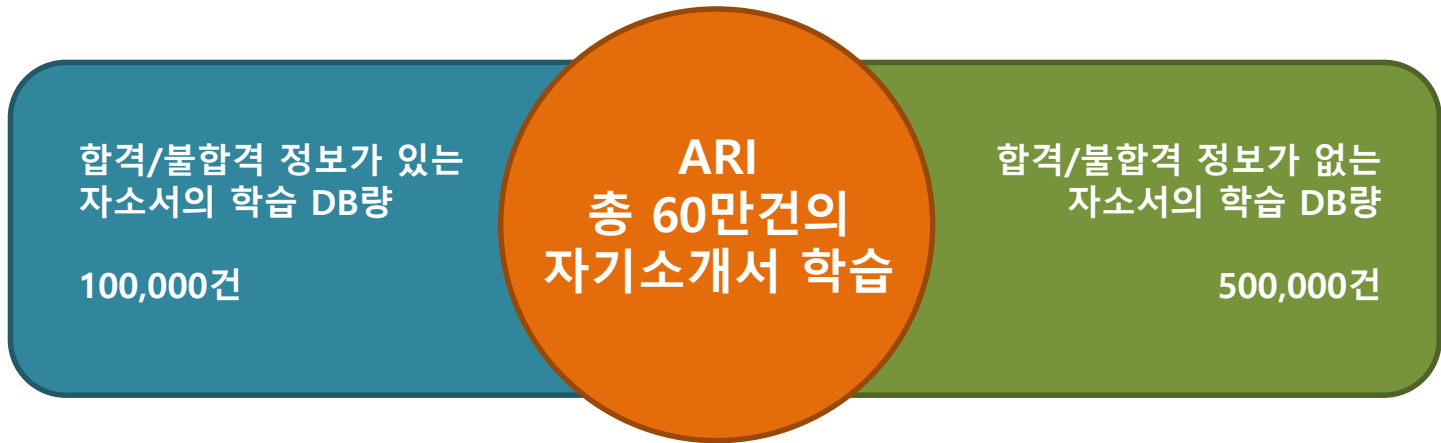 합격/불합격 정보가 있는
자소서의 학습 DB량
100,000건
ARI
총 60만건의
자기소개서 학습
합격/불합격 정보가 없는
자소서의 학습 DB량
500,000건